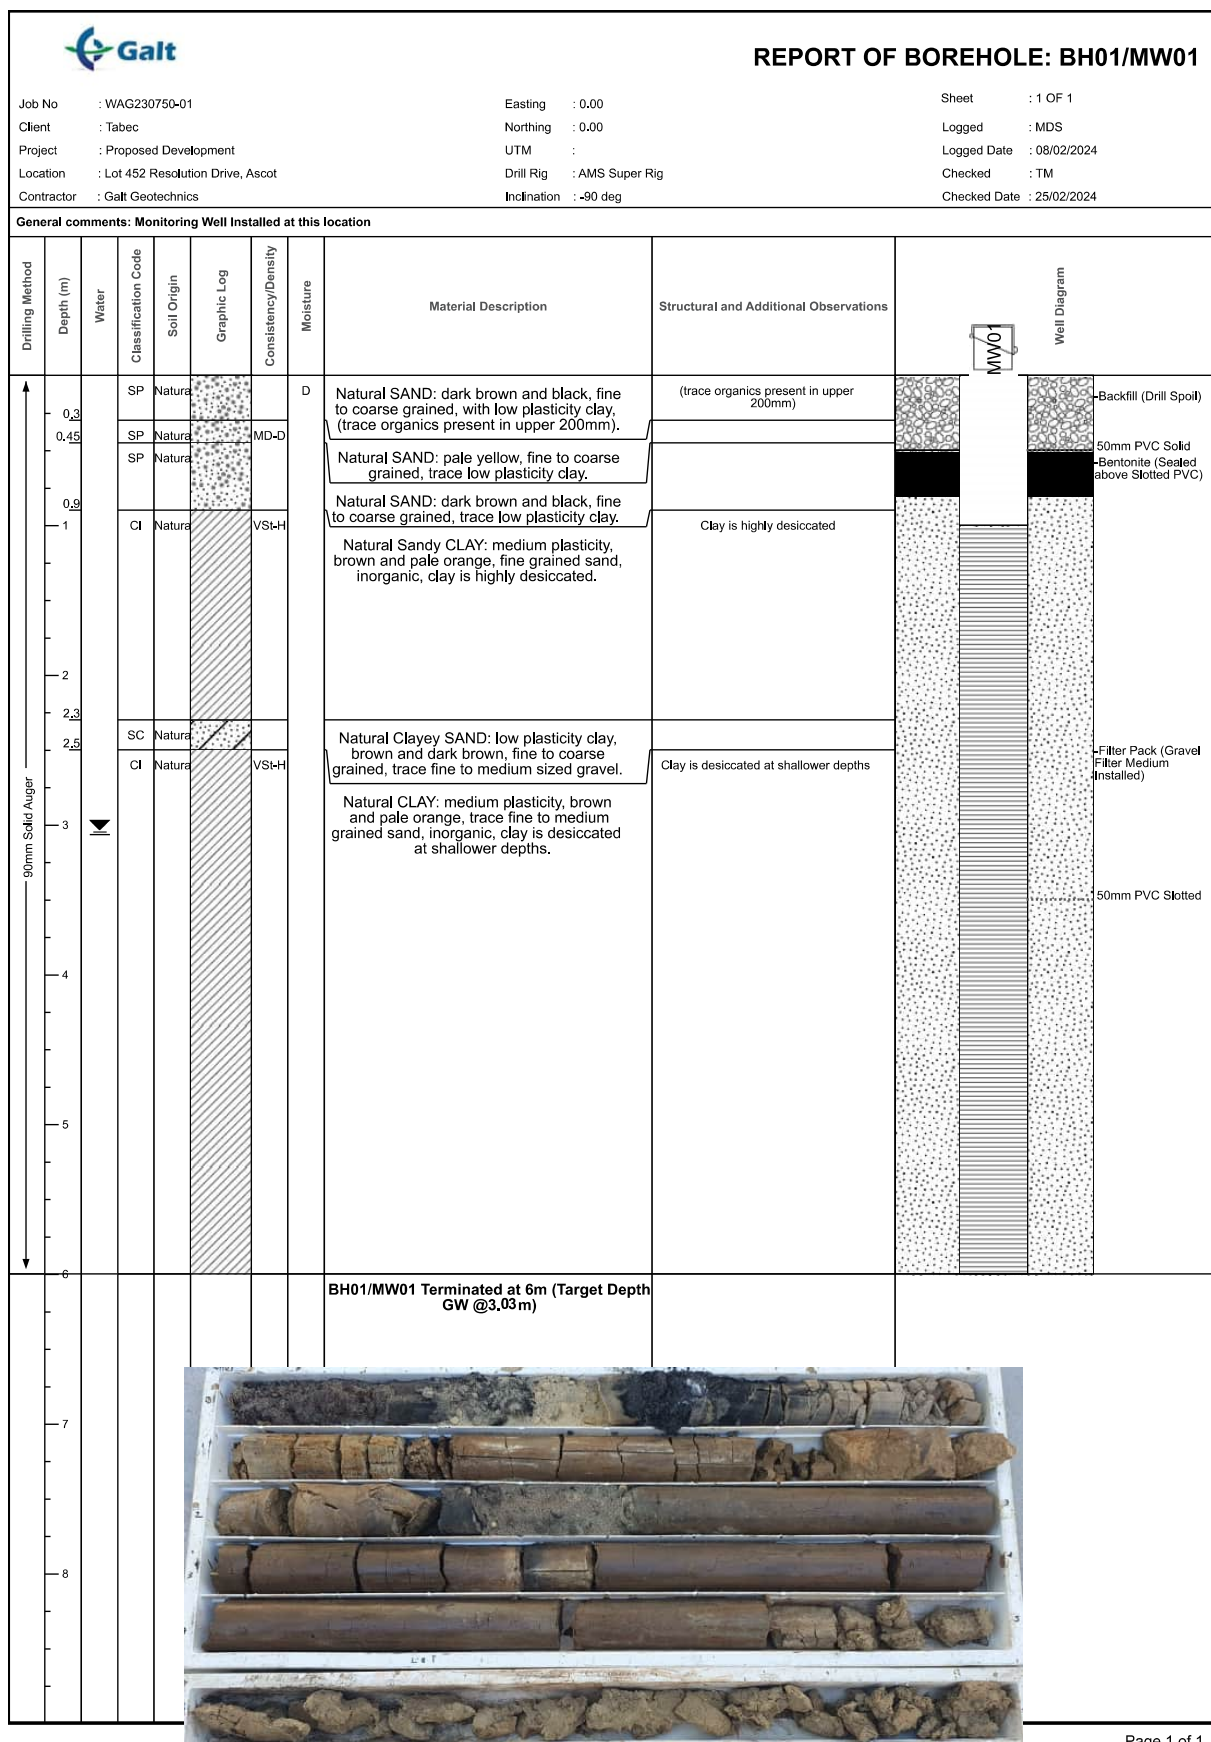 Galt
REPORT OF BOREHOLE: BH01/MW01
Job No : WAG230750-01
Client : Tabec
Project : Proposed Development
Location : Lot 452 Resolution Drive, Ascot
Contractor : Galt Geotechnics
Easting : 0.00
Northing : 0.00
UTM :
Drill Rig : AMS Super Rig
Inclination : -90 deg
Sheet : 1 OF 1
Logged : MDS
Logged Date : 08/02/2024
Checked : TM
Checked Date : 25/02/2024
General comments: Monitoring Well Installed at this location
Drilling Method
Depth (m)
Water
Classification Code
Soil Origin
Graphic Log
Consistency/Density
Moisture
Material Description
Structural and Additional Observations
MW01
Well Diagram
90mm Solid Auger
0.3
0.45
0.9
1
2
2.3
2.5
3
4
5
6
7
8
SP Natura D
SP Natura MD-D
SP Natura
CI Natura VSt-H
SC Natura
CI Natura VSt-H
Natural SAND: dark brown and black, fine
to coarse grained, with low plasticity clay,
(trace organics present in upper 200mm).
Natural SAND: pale yellow, fine to coarse
grained, trace low plasticity clay.
Natural SAND: dark brown and black, fine
to coarse grained, trace low plasticity clay.
Natural Sandy CLAY: medium plasticity,
brown and pale orange, fine grained sand,
inorganic, clay is highly desiccated.
Natural Clayey SAND: low plasticity clay,
brown and dark brown, fine to coarse
grained, trace fine to medium sized gravel.
Natural CLAY: medium plasticity, brown
and pale orange, trace fine to medium
grained sand, inorganic, clay is desiccated
at shallower depths.
(trace organics present in upper
200mm)
Clay is highly desiccated
Clay is desiccated at shallower depths
Backfill (Drill Spoil)
50mm PVC Solid
Bentonite (Sealed
above Slotted PVC)
Filter Pack (Gravel
Filter Medium
Installed)
50mm PVC Slotted
BH01/MW01 Terminated at 6m (Target Depth
GW @3.03m)
Page 1 of 1